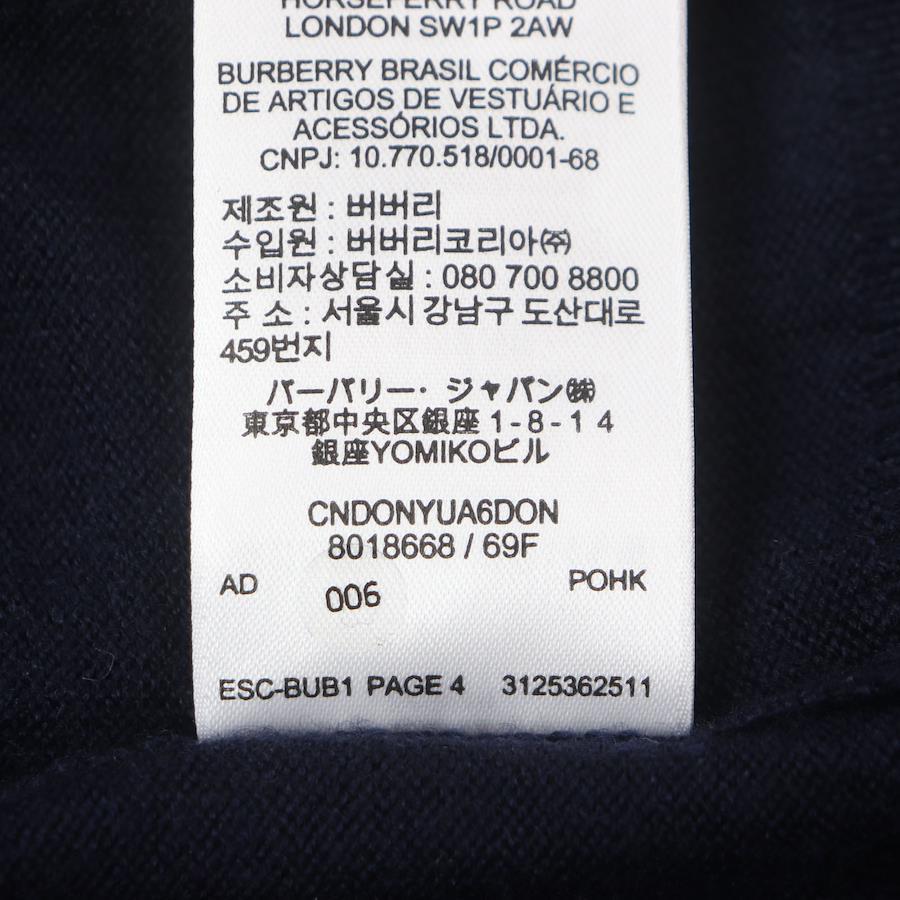 HORSEFERRY ROAD
LONDON SW1P 2AW
BURBERRY BRASIL COMÉRCIO
DE ARTIGOS DE VESTUÁRIO E
ACESSÓRIOS LTDA.
CNPJ: 10.770.518/0001-68
제조원 : 버버리
수입원 : 버버리코리아㈜
소비자상담실 : 080 700 8800
주 소 : 서울시 강남구 도산대로
459번지
バーバリー・ジャパン㈱
東京都中央区銀座 1-8-14
銀座YOMIKOビル
CNDONYUA6DON
8018668 / 69F
AD 006 POHK
ESC-BUB1 PAGE 4 3125362511